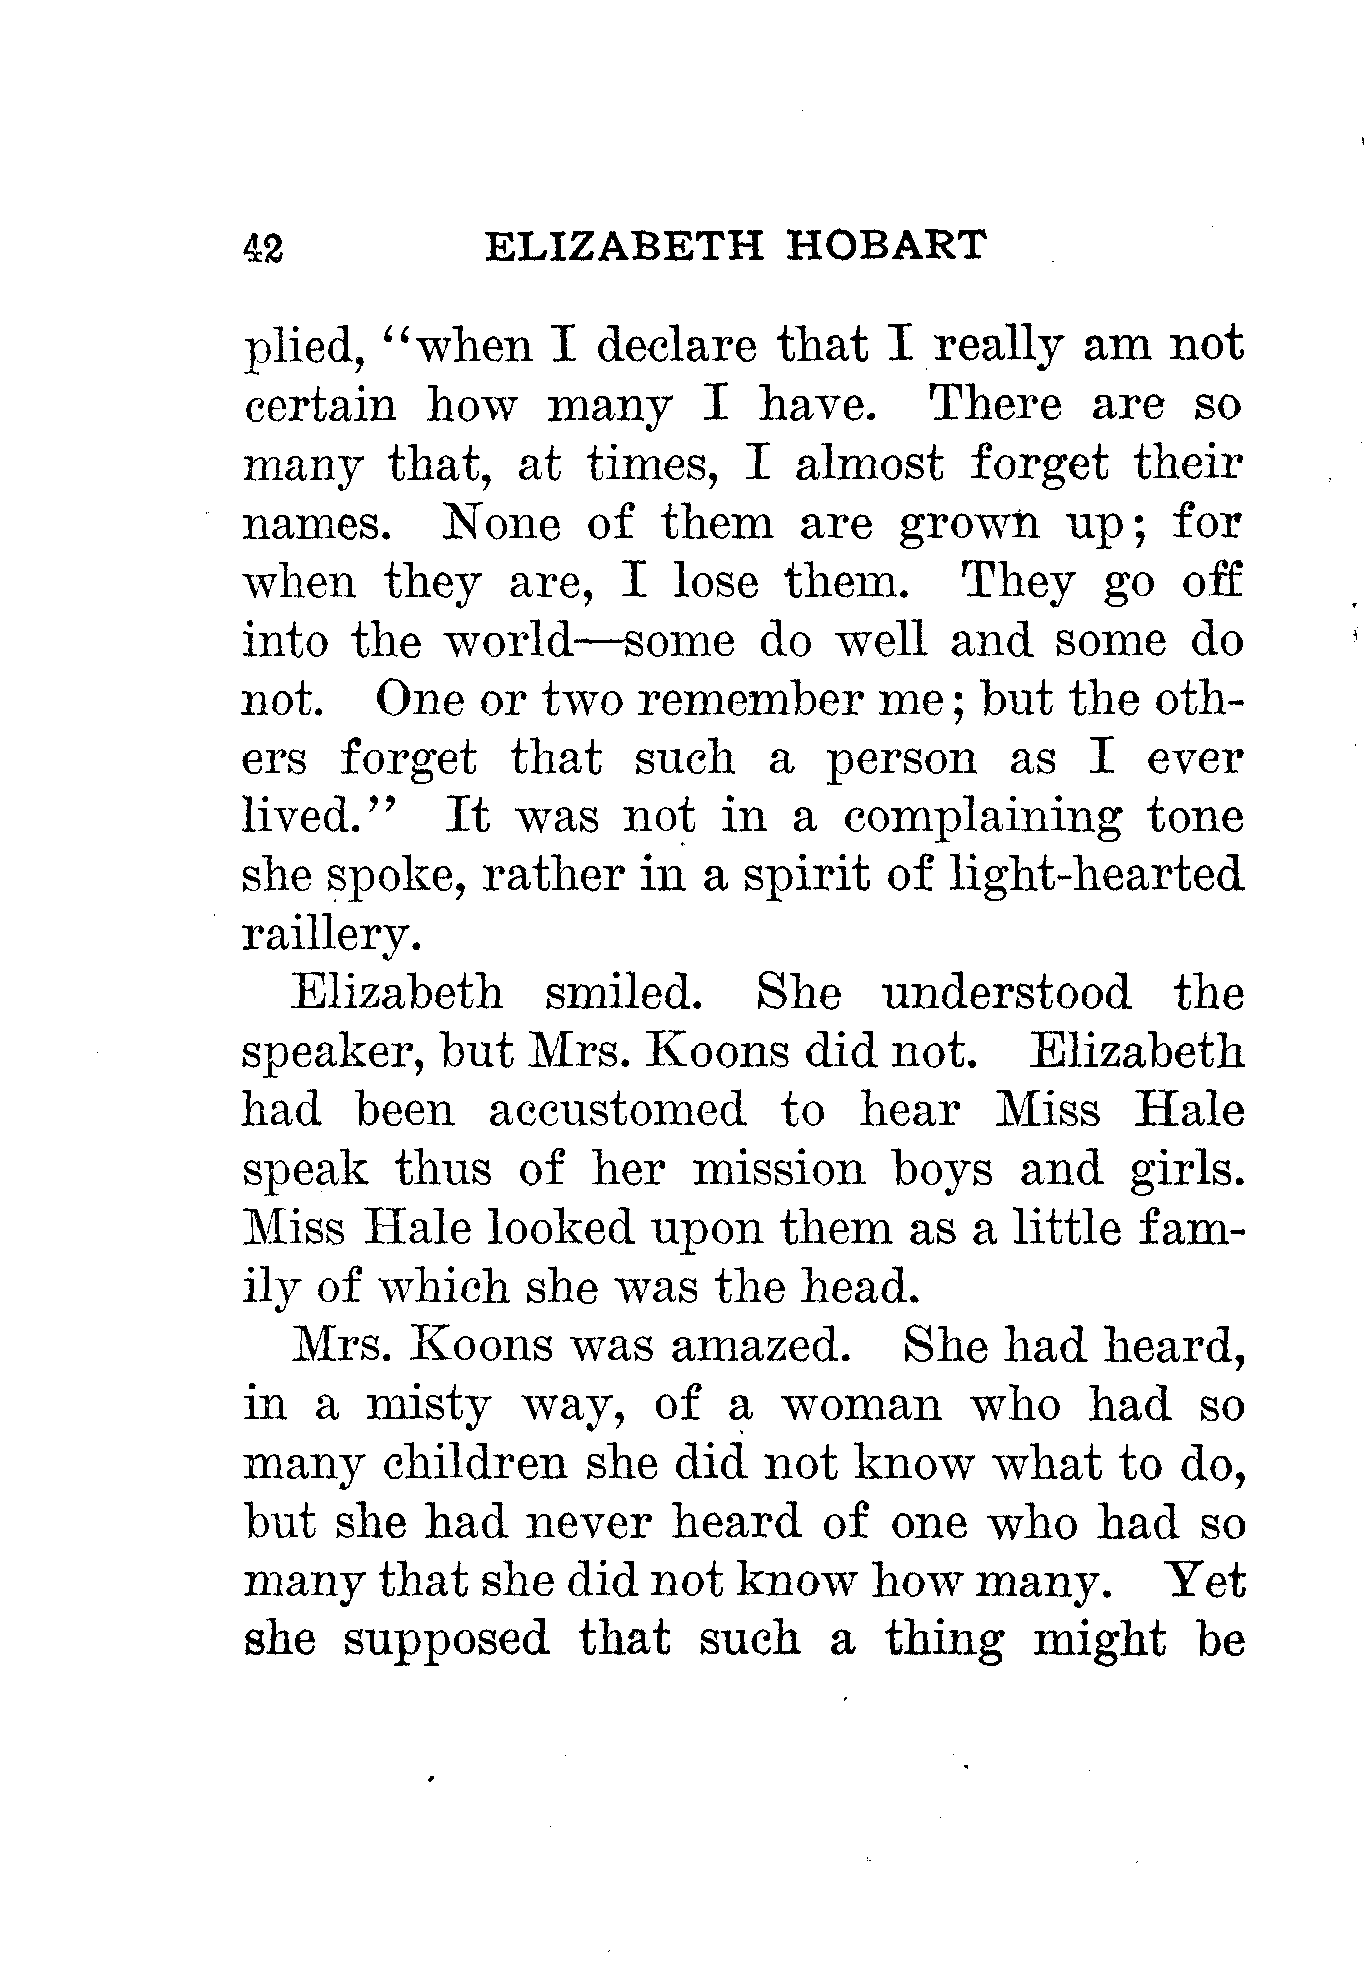 42 ELIZABETH HOBART
plied, “when I declare that I really am not
certain how many I have. There are so
many that, at times, I almost forget their
names. None of them are grown up; for
when they are, I lose them. They go off
into the world—some do well and some do
not. One or two remember me; but the oth-
ers forget that such a person as I ever
lived.” It was not in a complaining tone
she spoke, rather in a spirit of light-hearted
raillery.
Elizabeth smiled. She understood the
speaker, but Mrs. Koons did not. Elizabeth
had been accustomed to hear Miss Hale
speak thus of her mission boys and girls.
Miss Hale looked upon them as a little fam-
ily of which she was the head.
Mrs. Koons was amazed. She had heard,
in a misty way, of a woman who had so
many children she did not know what to do,
but she had never heard of one who had so
many that she did not know how many. Yet
she supposed that such a thing might be